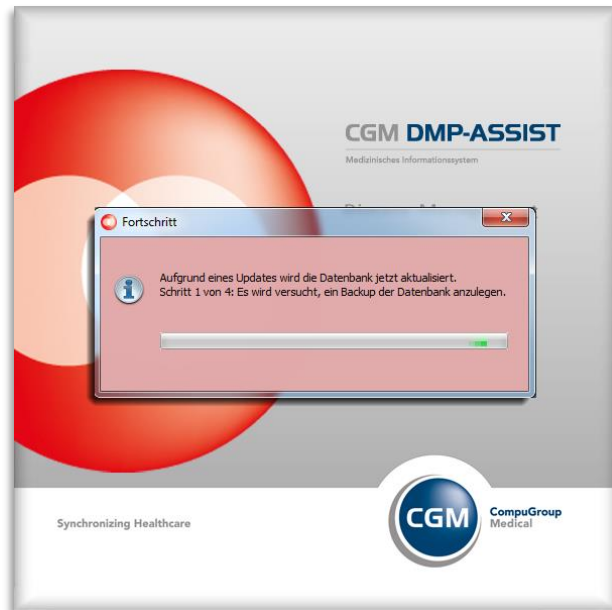 CGM DMP-ASSIST
Medizinisches Informationssystem
Fortschritt
Aufgrund eines Updates wird die Datenbank jetzt aktualisiert.
Schritt 1 von 4: Es wird versucht, ein Backup der Datenbank anzulegen.
Synchronizing Healthcare
CGM
CompuGroup
Medical